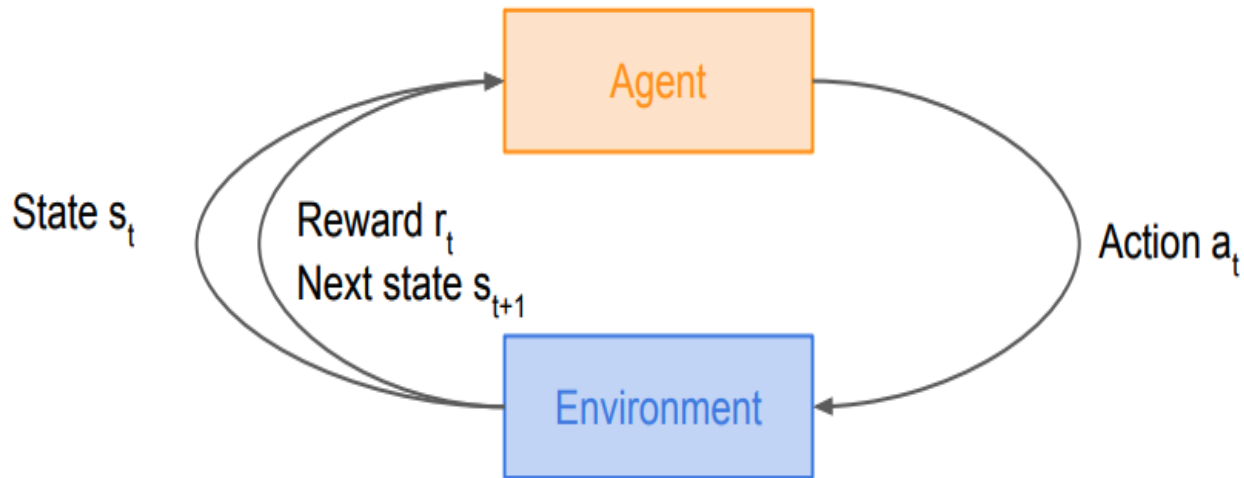 Agent
State sₜ
Reward rₜ
Next state sₜ₊₁
Action aₜ
Environment